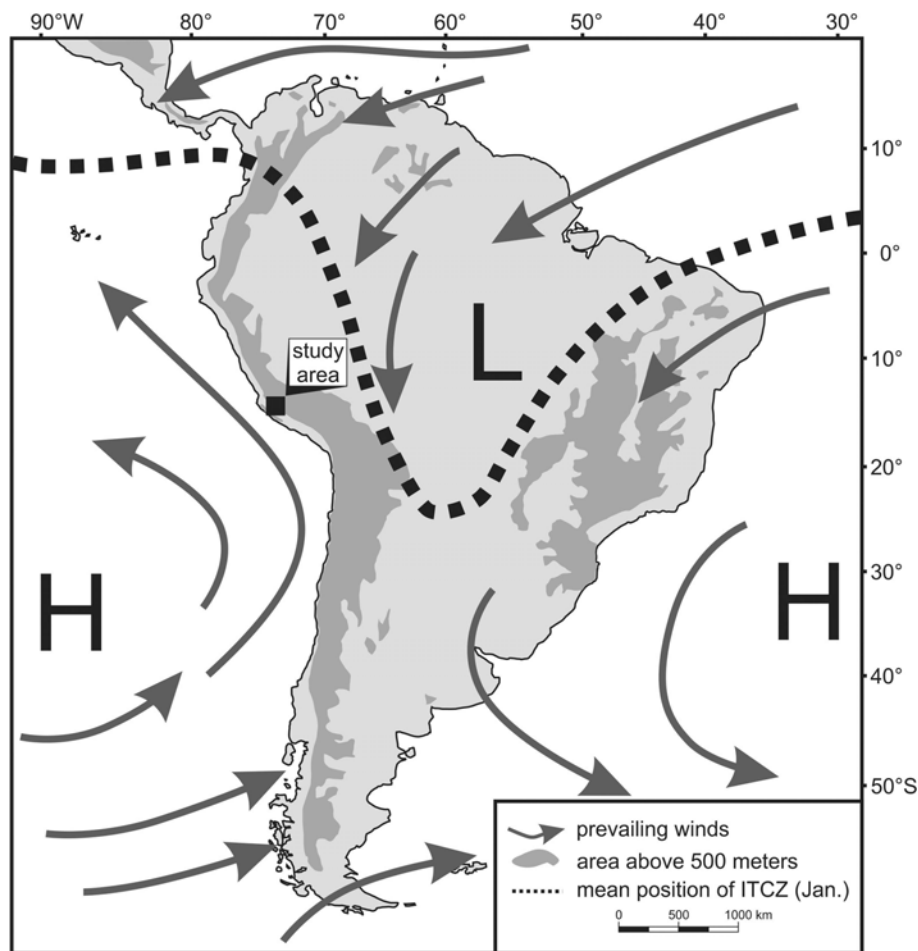 90°W 80° 70° 60° 50° 40° 30°
10°
0°
study
area
L
10°
20°
H
H
30°
40°
50°S
prevailing winds
area above 500 meters
mean position of ITCZ (Jan.)
0 500 1000 km